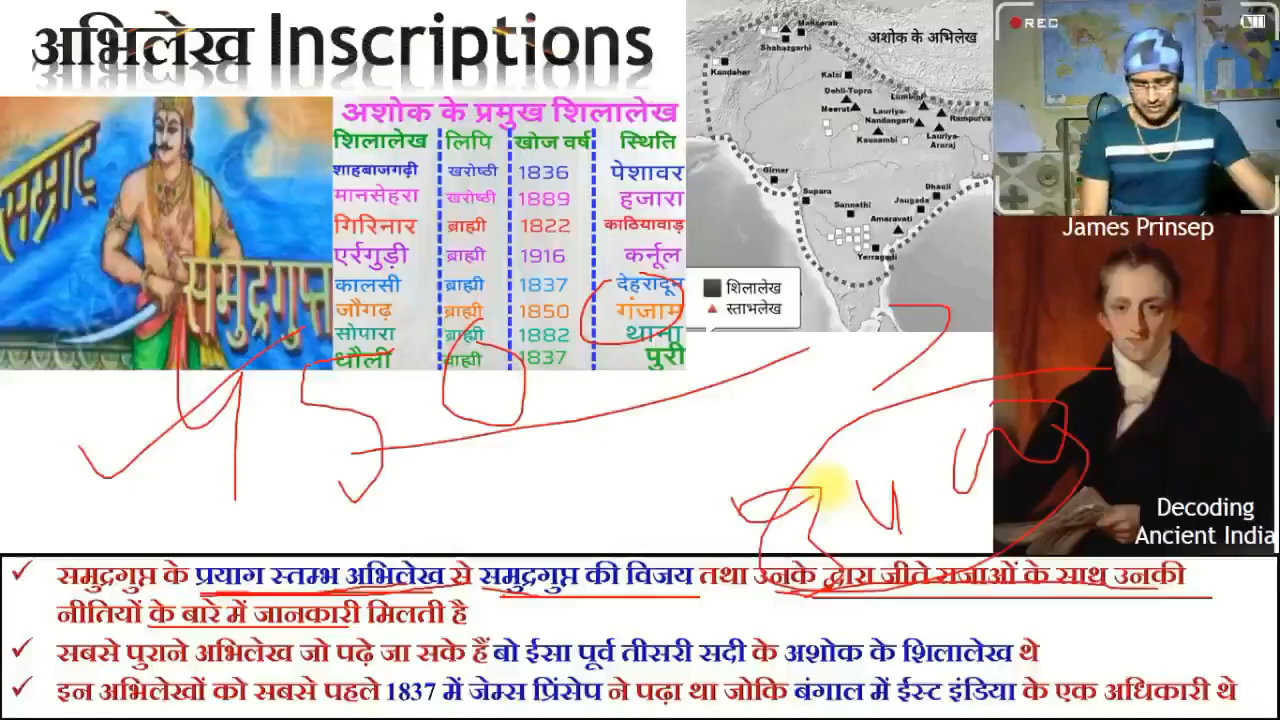 अभिलेख Inscriptions
सम्राट्
समुद्रगुप्त
अशोक के प्रमुख शिलालेख
शिलालेख लिपि खोज वर्ष स्थिति
शाहबाजगढ़ी खरोष्ठी 1836 पेशावर
मानसेहरा खरोष्ठी 1889 हजारा
गिरिनार ब्राह्मी 1822 काठियावाड़
एर्रगुड़ी ब्राह्मी 1916 कर्नूल
कालसी ब्राह्मी 1837 देहरादून
जौगढ़ ब्राह्मी 1850 गंजाम
सोपारा ब्राह्मी 1882 थाना
धौली ब्राह्मी 1837 पुरी
अशोक के अभिलेख
Manserah
Shabazgarhi
Kandahar
Kalsi
Dehli-Topra
Meerut
Lumbini
Lauriya-
Nandangarh
Rampurva
Kausambi
Lauriya-
Araraj
Girnar
Supara
Sannathi
Dhauli
Jaugada
Amaravati
Yerragudi
शिलालेख
स्ताभलेख
REC
James Prinsep
Decoding
Ancient India
समुद्रगुप्त के प्रयाग स्तम्भ अभिलेख से समुद्रगुप्त की विजय तथा उनके द्वारा जीते राजाओं के साथ उनकी
नीतियों के बारे में जानकारी मिलती है
सबसे पुराने अभिलेख जो पढ़े जा सके हैं बो ईसा पूर्व तीसरी सदी के अशोक के शिलालेख थे
इन अभिलेखों को सबसे पहले 1837 में जेम्स प्रिंसेप ने पढ़ा था जोकि बंगाल में ईस्ट इंडिया के एक अधिकारी थे